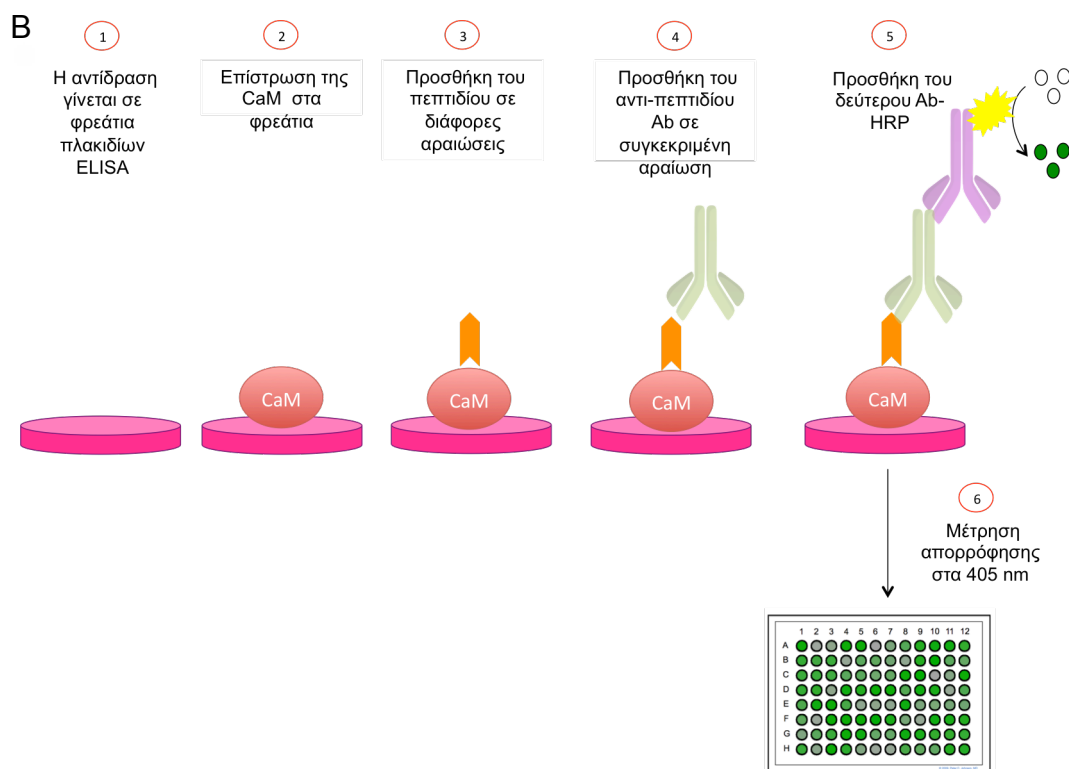 B
1
Η αντίδραση
γίνεται σε
φρεάτια
πλακιδίων
ELISA
2
Επίστρωση της
CaM στα
φρεάτια
3
Προσθήκη του
πεπτιδίου σε
διάφορες
αραιώσεις
4
Προσθήκη του
αντι-πεπτιδίου
Ab σε
συγκεκριμένη
αραίωση
5
Προσθήκη του
δεύτερου Ab-
HRP
CaM
CaM
CaM
CaM
6
Μέτρηση
απορρόφησης
στα 405 nm
1 2 3 4 5 6 7 8 9 10 11 12
A
B
C
D
E
F
G
H